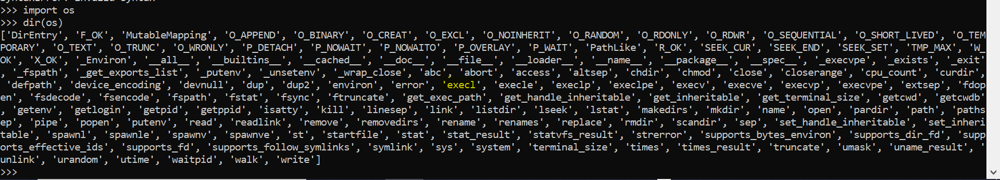 SyntaxError: invalid syntax
>>> import os
>>> dir(os)
['DirEntry', 'F_OK', 'MutableMapping', 'O_APPEND', 'O_BINARY', 'O_CREAT', 'O_EXCL', 'O_NOINHERIT', 'O_RANDOM', 'O_RDONLY', 'O_RDWR', 'O_SEQUENTIAL', 'O_SHORT_LIVED', 'O_TEM
PORARY', 'O_TEXT', 'O_TRUNC', 'O_WRONLY', 'P_DETACH', 'P_NOWAIT', 'P_NOWAITO', 'P_OVERLAY', 'P_WAIT', 'PathLike', 'R_OK', 'SEEK_CUR', 'SEEK_END', 'SEEK_SET', 'TMP_MAX', 'W_
OK', 'X_OK', '_Environ', '__all__', '__builtins__', '__cached__', '__doc__', '__file__', '__loader__', '__name__', '__package__', '__spec__', '_execvpe', '_exists', '_exit'
, '_fspath', '_get_exports_list', '_putenv', '_unsetenv', '_wrap_close', 'abc', 'abort', 'access', 'altsep', 'chdir', 'chmod', 'close', 'closerange', 'cpu_count', 'curdir',
 'defpath', 'device_encoding', 'devnull', 'dup', 'dup2', 'environ', 'error', 'execl', 'execle', 'execlp', 'execlpe', 'execv', 'execve', 'execvp', 'execvpe', 'extsep', 'fdop
en', 'fsdecode', 'fsencode', 'fspath', 'fstat', 'fsync', 'ftruncate', 'get_exec_path', 'get_handle_inheritable', 'get_inheritable', 'get_terminal_size', 'getcwd', 'getcwdb'
, 'getenv', 'getlogin', 'getpid', 'getppid', 'isatty', 'kill', 'linesep', 'link', 'listdir', 'lseek', 'lstat', 'makedirs', 'mkdir', 'name', 'open', 'pardir', 'path', 'paths
ep', 'pipe', 'popen', 'putenv', 'read', 'readlink', 'remove', 'removedirs', 'rename', 'renames', 'replace', 'rmdir', 'scandir', 'sep', 'set_handle_inheritable', 'set_inheri
table', 'spawnl', 'spawnle', 'spawnv', 'spawnve', 'st', 'startfile', 'stat', 'stat_result', 'statvfs_result', 'strerror', 'supports_bytes_environ', 'supports_dir_fd', 'supp
orts_effective_ids', 'supports_fd', 'supports_follow_symlinks', 'symlink', 'sys', 'system', 'terminal_size', 'times', 'times_result', 'truncate', 'umask', 'uname_result', '
unlink', 'urandom', 'utime', 'waitpid', 'walk', 'write']
>>>